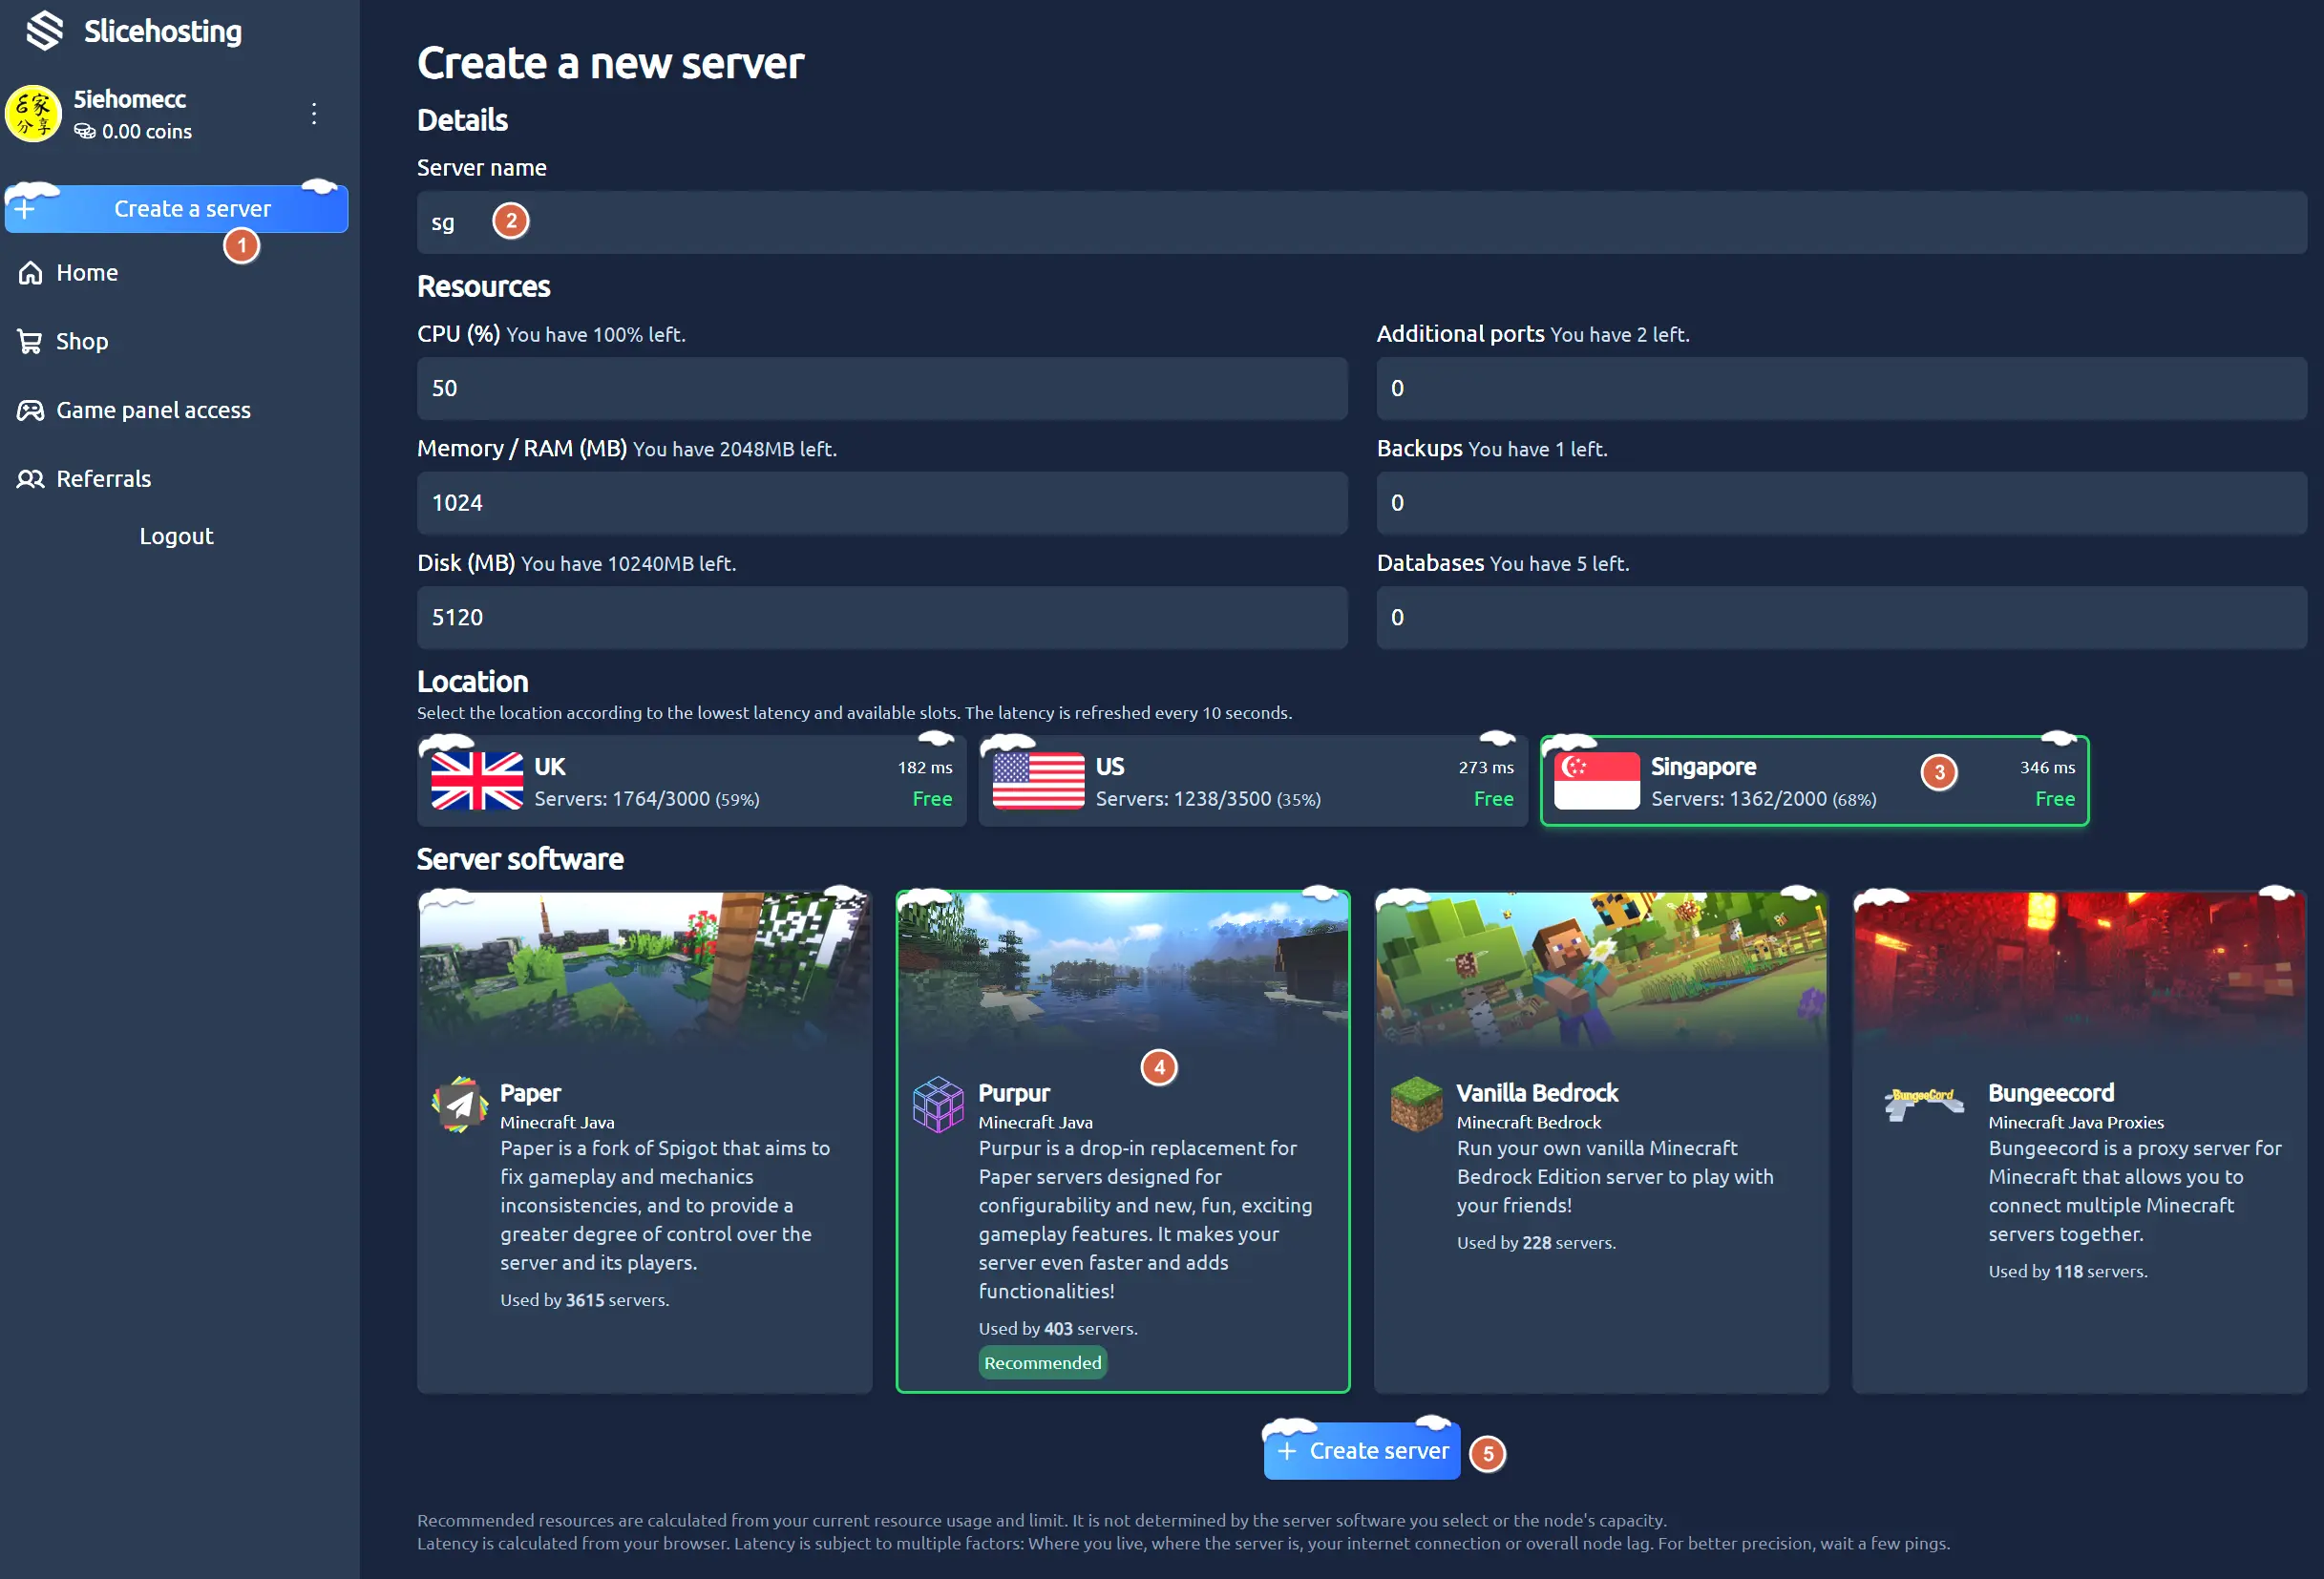 Slicehosting
5iehomecc
0.00 coins
Create a server
1
Home
Shop
Game panel access
Referrals
Logout
Create a new server
Details
Server name
sg
2
Resources
CPU (%) You have 100% left.
50
Additional ports You have 2 left.
0
Memory / RAM (MB) You have 2048MB left.
1024
Backups You have 1 left.
0
Disk (MB) You have 10240MB left.
5120
Databases You have 5 left.
0
Location
Select the location according to the lowest latency and available slots. The latency is refreshed every 10 seconds.
UK
182 ms
Servers: 1764/3000 (59%)
Free
US
273 ms
Servers: 1238/3500 (35%)
Free
Singapore
3
346 ms
Servers: 1362/2000 (68%)
Free
Server software
Paper
Minecraft Java
Paper is a fork of Spigot that aims to
fix gameplay and mechanics
inconsistencies, and to provide a
greater degree of control over the
server and its players.
Used by 3615 servers.
4
Purpur
Minecraft Java
Purpur is a drop-in replacement for
Paper servers designed for
configurability and new, fun, exciting
gameplay features. It makes your
server even faster and adds
functionalities!
Used by 403 servers.
Recommended
Vanilla Bedrock
Minecraft Bedrock
Run your own vanilla Minecraft
Bedrock Edition server to play with
your friends!
Used by 228 servers.
BungeeCord
Bungeecord
Minecraft Java Proxies
Bungeecord is a proxy server for
Minecraft that allows you to
connect multiple Minecraft
servers together.
Used by 118 servers.
Create server
5
Recommended resources are calculated from your current resource usage and limit. It is not determined by the server software you select or the node's capacity.
Latency is calculated from your browser. Latency is subject to multiple factors: Where you live, where the server is, your internet connection or overall node lag. For better precision, wait a few pings.